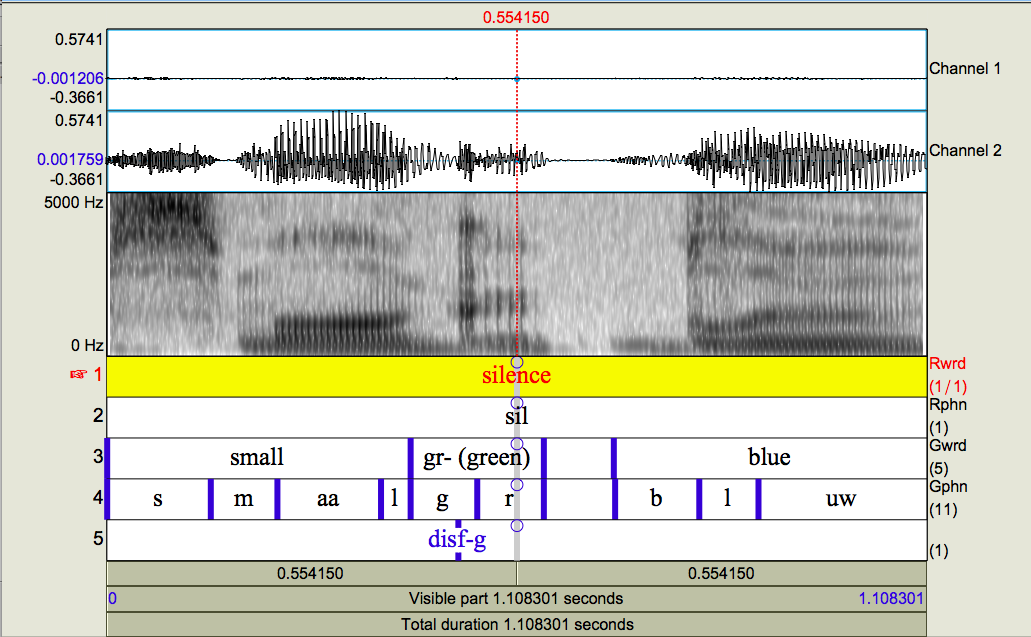 0.554150
0.5741
-0.001206
-0.3661
Channel 1
0.5741
0.001759
-0.3661
Channel 2
5000 Hz
0 Hz
☞ 1 silence Rwrd (1/1)
2 sil Rphn (1)
3 small gr- (green) blue Gwrd (5)
4 s m aa l g r b l uw Gphn (11)
5 disf-g (1)
0.554150 0.554150
0 Visible part 1.108301 seconds 1.108301
Total duration 1.108301 seconds